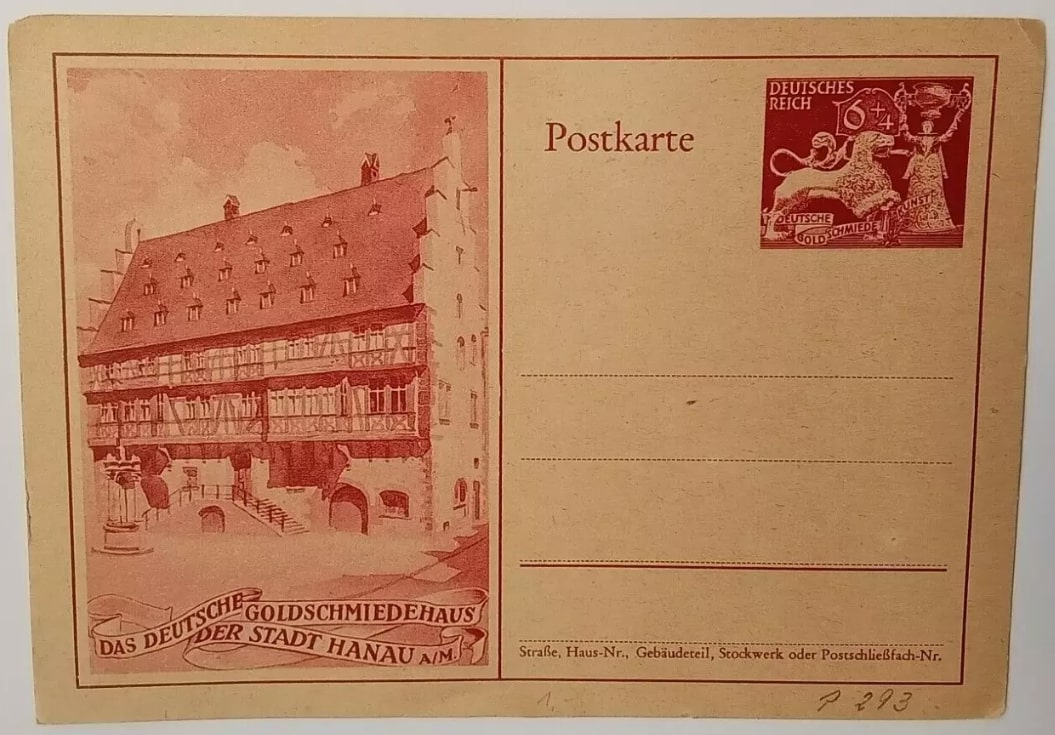 DEUTSCHES
REICH
6+4
DEUTSCHE
GOLDSCHMIEDE
KUNST
Postkarte
DAS DEUTSCHE GOLDSCHMIEDEHAUS
DER STADT HANAU A/M.
Straße, Haus-Nr., Gebäudeteil, Stockwerk oder Postschließfach-Nr.
1.-
P 293